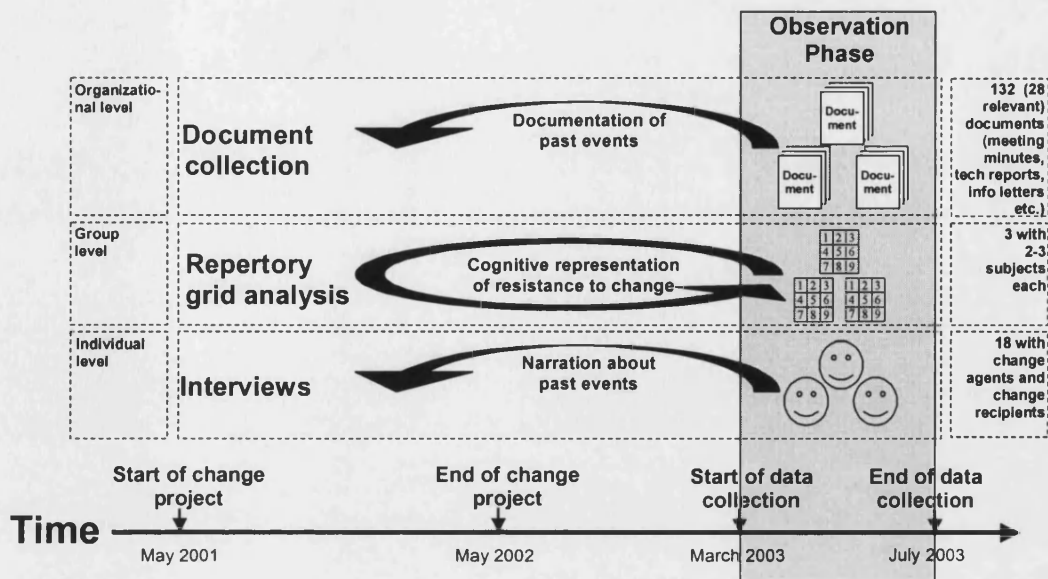 Observation
Phase
Organizatio-
nal level
Document
collection
Documentation of
past events
Docu-
ment
Docu-
ment
Docu-
ment
132 (28
relevant)
documents
(meeting
minutes,
tech reports,
info letters
etc.)
Group
level
Repertory
grid analysis
Cognitive representation
of resistance to change
1 2 3
4 5 6
7 8 9
1 2 3
4 5 6
7 8 9
1 2 3
4 5 6
7 8 9
3 with
2-3
subjects
each
Individual
level
Interviews
Narration about
past events
18 with
change
agents and
change
recipients
Start of change
project
End of change
project
Start of data
collection
End of data
collection
Time
May 2001
May 2002
March 2003
July 2003